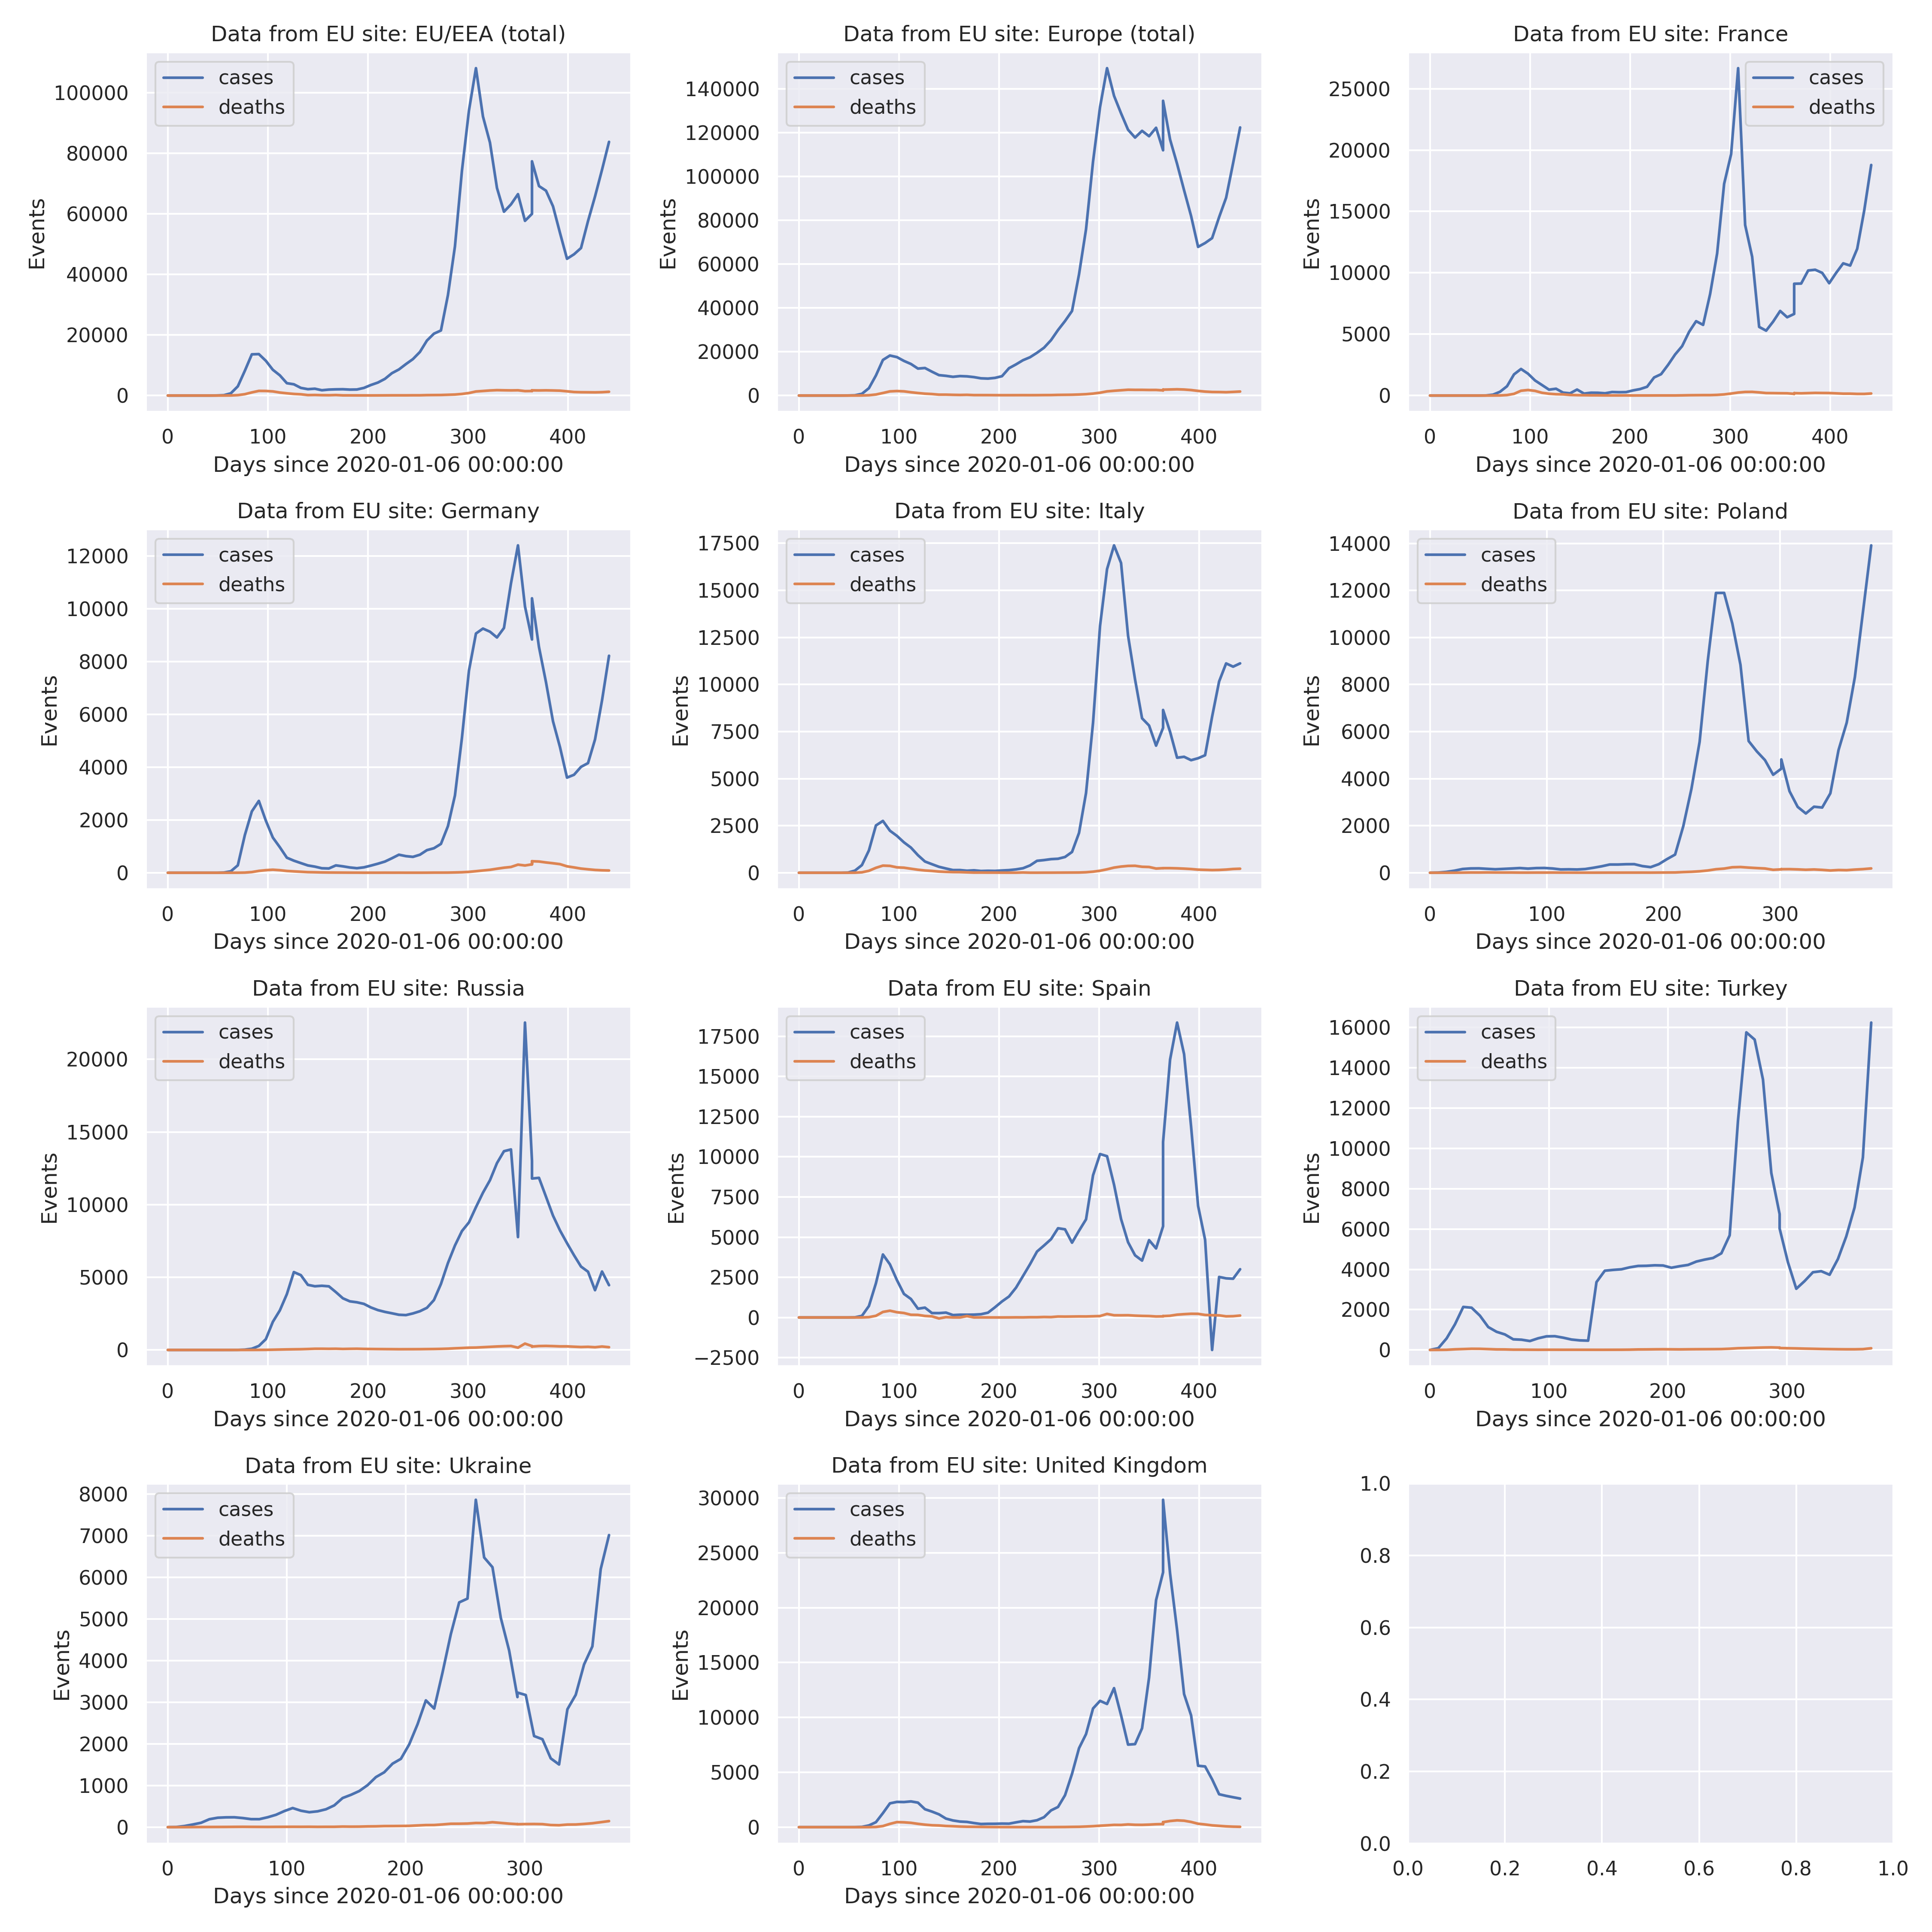 Data from EU site: EU/EEA (total)
cases
deaths
100000
80000
60000
40000
20000
0
Events
0 100 200 300 400
Days since 2020-01-06 00:00:00
Data from EU site: Europe (total)
cases
deaths
140000
120000
100000
80000
60000
40000
20000
0
Events
0 100 200 300 400
Days since 2020-01-06 00:00:00
Data from EU site: France
cases
deaths
25000
20000
15000
10000
5000
0
Events
0 100 200 300 400
Days since 2020-01-06 00:00:00
Data from EU site: Germany
cases
deaths
12000
10000
8000
6000
4000
2000
0
Events
0 100 200 300 400
Days since 2020-01-06 00:00:00
Data from EU site: Italy
cases
deaths
17500
15000
12500
10000
7500
5000
2500
0
Events
0 100 200 300 400
Days since 2020-01-06 00:00:00
Data from EU site: Poland
cases
deaths
14000
12000
10000
8000
6000
4000
2000
0
Events
0 100 200 300
Days since 2020-01-06 00:00:00
Data from EU site: Russia
cases
deaths
20000
15000
10000
5000
0
Events
0 100 200 300 400
Days since 2020-01-06 00:00:00
Data from EU site: Spain
cases
deaths
17500
15000
12500
10000
7500
5000
2500
0
−2500
Events
0 100 200 300 400
Days since 2020-01-06 00:00:00
Data from EU site: Turkey
cases
deaths
16000
14000
12000
10000
8000
6000
4000
2000
0
Events
0 100 200 300
Days since 2020-01-06 00:00:00
Data from EU site: Ukraine
cases
deaths
8000
7000
6000
5000
4000
3000
2000
1000
0
Events
0 100 200 300
Days since 2020-01-06 00:00:00
Data from EU site: United Kingdom
cases
deaths
30000
25000
20000
15000
10000
5000
0
Events
0 100 200 300 400
Days since 2020-01-06 00:00:00
1.0
0.8
0.6
0.4
0.2
0.0
0.0 0.2 0.4 0.6 0.8 1.0